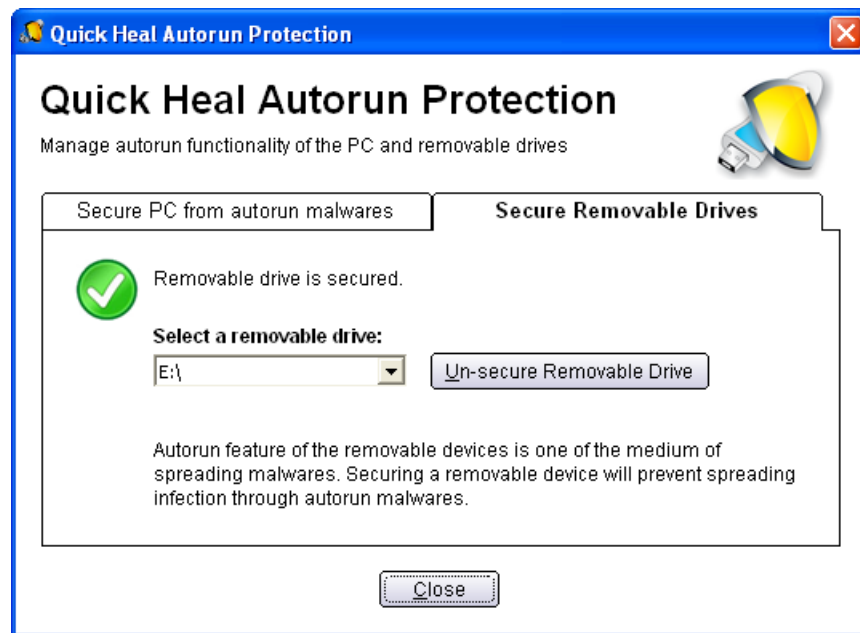 Quick Heal Autorun Protection
Quick Heal Autorun Protection
Manage autorun functionality of the PC and removable drives
Secure PC from autorun malwares
Secure Removable Drives
Removable drive is secured.
Select a removable drive:
E:\
Un-secure Removable Drive
Autorun feature of the removable devices is one of the medium of
spreading malwares. Securing a removable device will prevent spreading
infection through autorun malwares.
Close